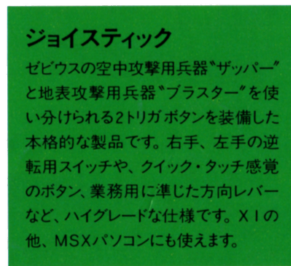 ジョイスティック
ゼビウスの空中攻撃用兵器〝ザッパー〟
と地表攻撃用兵器〝ブラスター〟を使
い分けられる2トリガボタンを装備した
本格的な製品です。右手、左手の逆
転用スイッチや、クイック・タッチ感覚
のボタン、業務用に準じた方向レバー
など、ハイグレードな仕様です。X1の
他、MSXパソコンにも使えます。